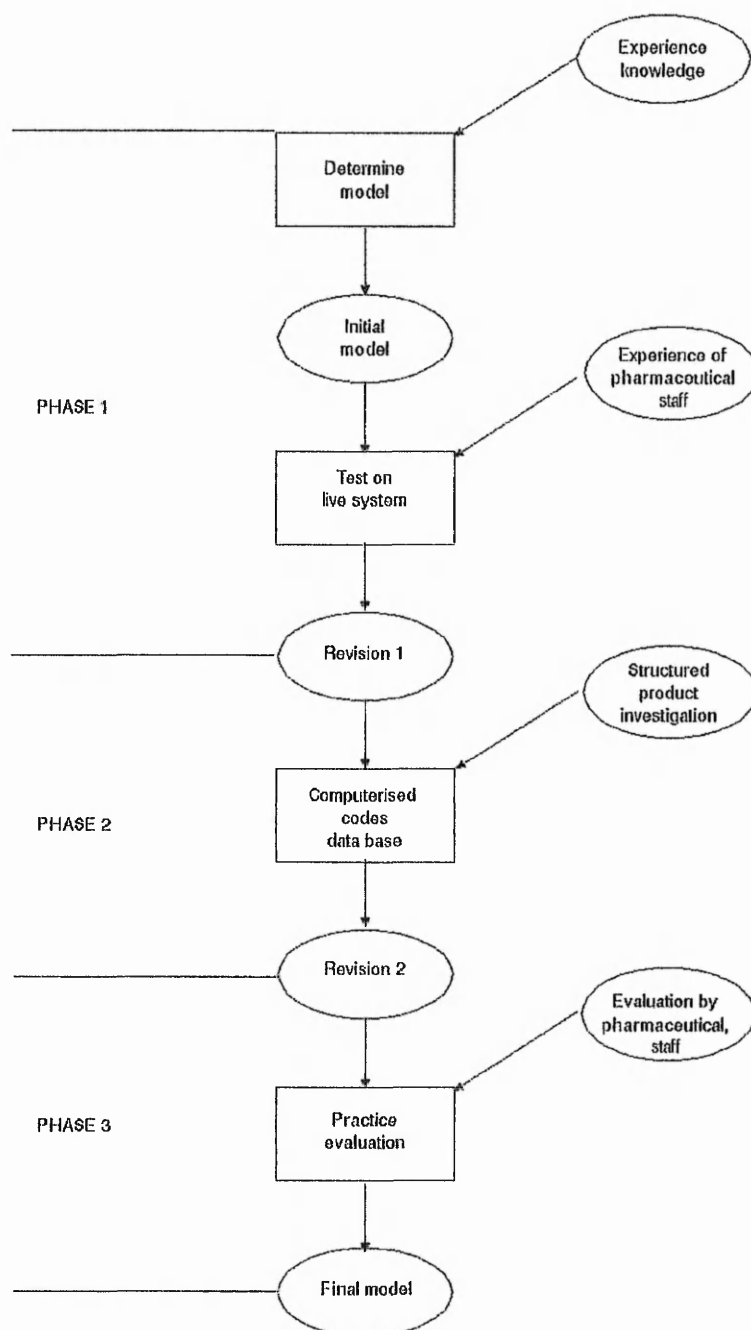 Experience
knowledge
Determine
model
Initial
model
Experience of
pharmaceutical
staff
PHASE 1
Test on
live system
Revision 1
Structured
product
investigation
Computerised
codes
data base
PHASE 2
Revision 2
Evaluation by
pharmaceutical,
staff
Practice
evaluation
PHASE 3
Final model